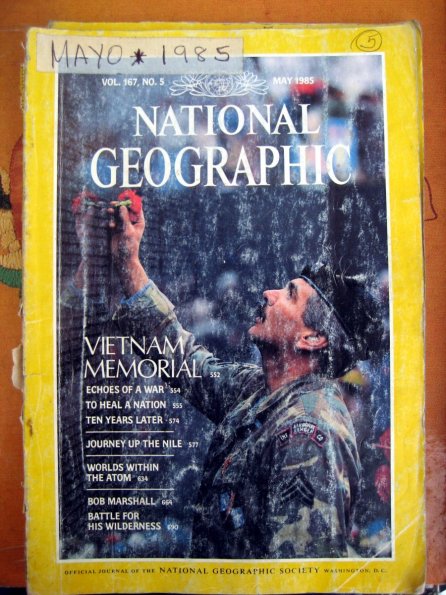 MAYO * 1985
5
VOL. 167, NO. 5
MAY 1985
NATIONAL
GEOGRAPHIC
VIETNAM
MEMORIAL 552
ECHOES OF A WAR 554
TO HEAL A NATION 555
TEN YEARS LATER 574
JOURNEY UP THE NILE 577
WORLDS WITHIN
THE ATOM 634
BOB MARSHALL 664
BATTLE FOR
HIS WILDERNESS 690
OFFICIAL JOURNAL OF THE NATIONAL GEOGRAPHIC SOCIETY WASHINGTON, D.C.